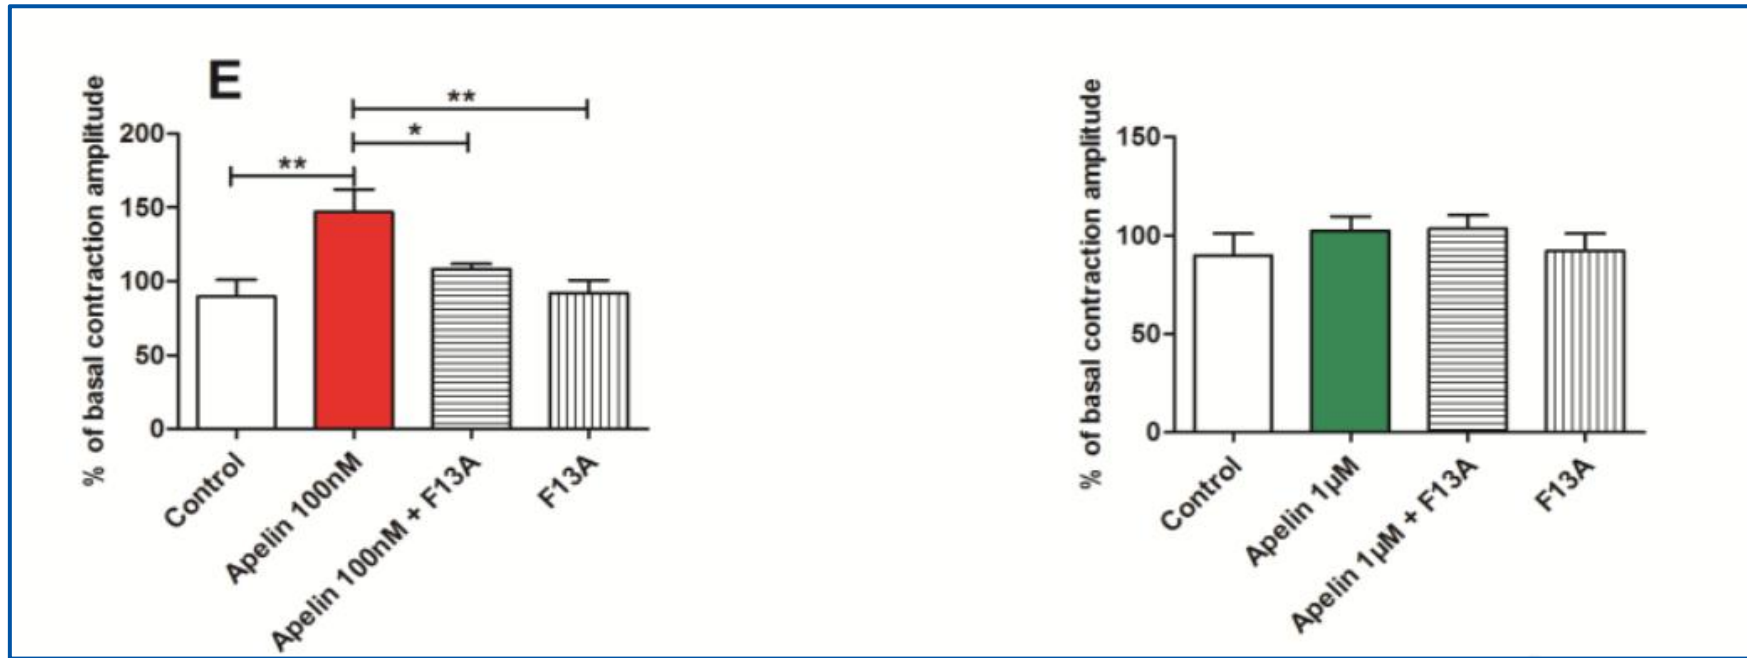 E
% of basal contraction amplitude
200
150
100
50
0
**
*
**
Control
Apelin 100nM
Apelin 100nM + F13A
F13A
% of basal contraction amplitude
150
100
50
0
Control
Apelin 1µM
Apelin 1µM + F13A
F13A